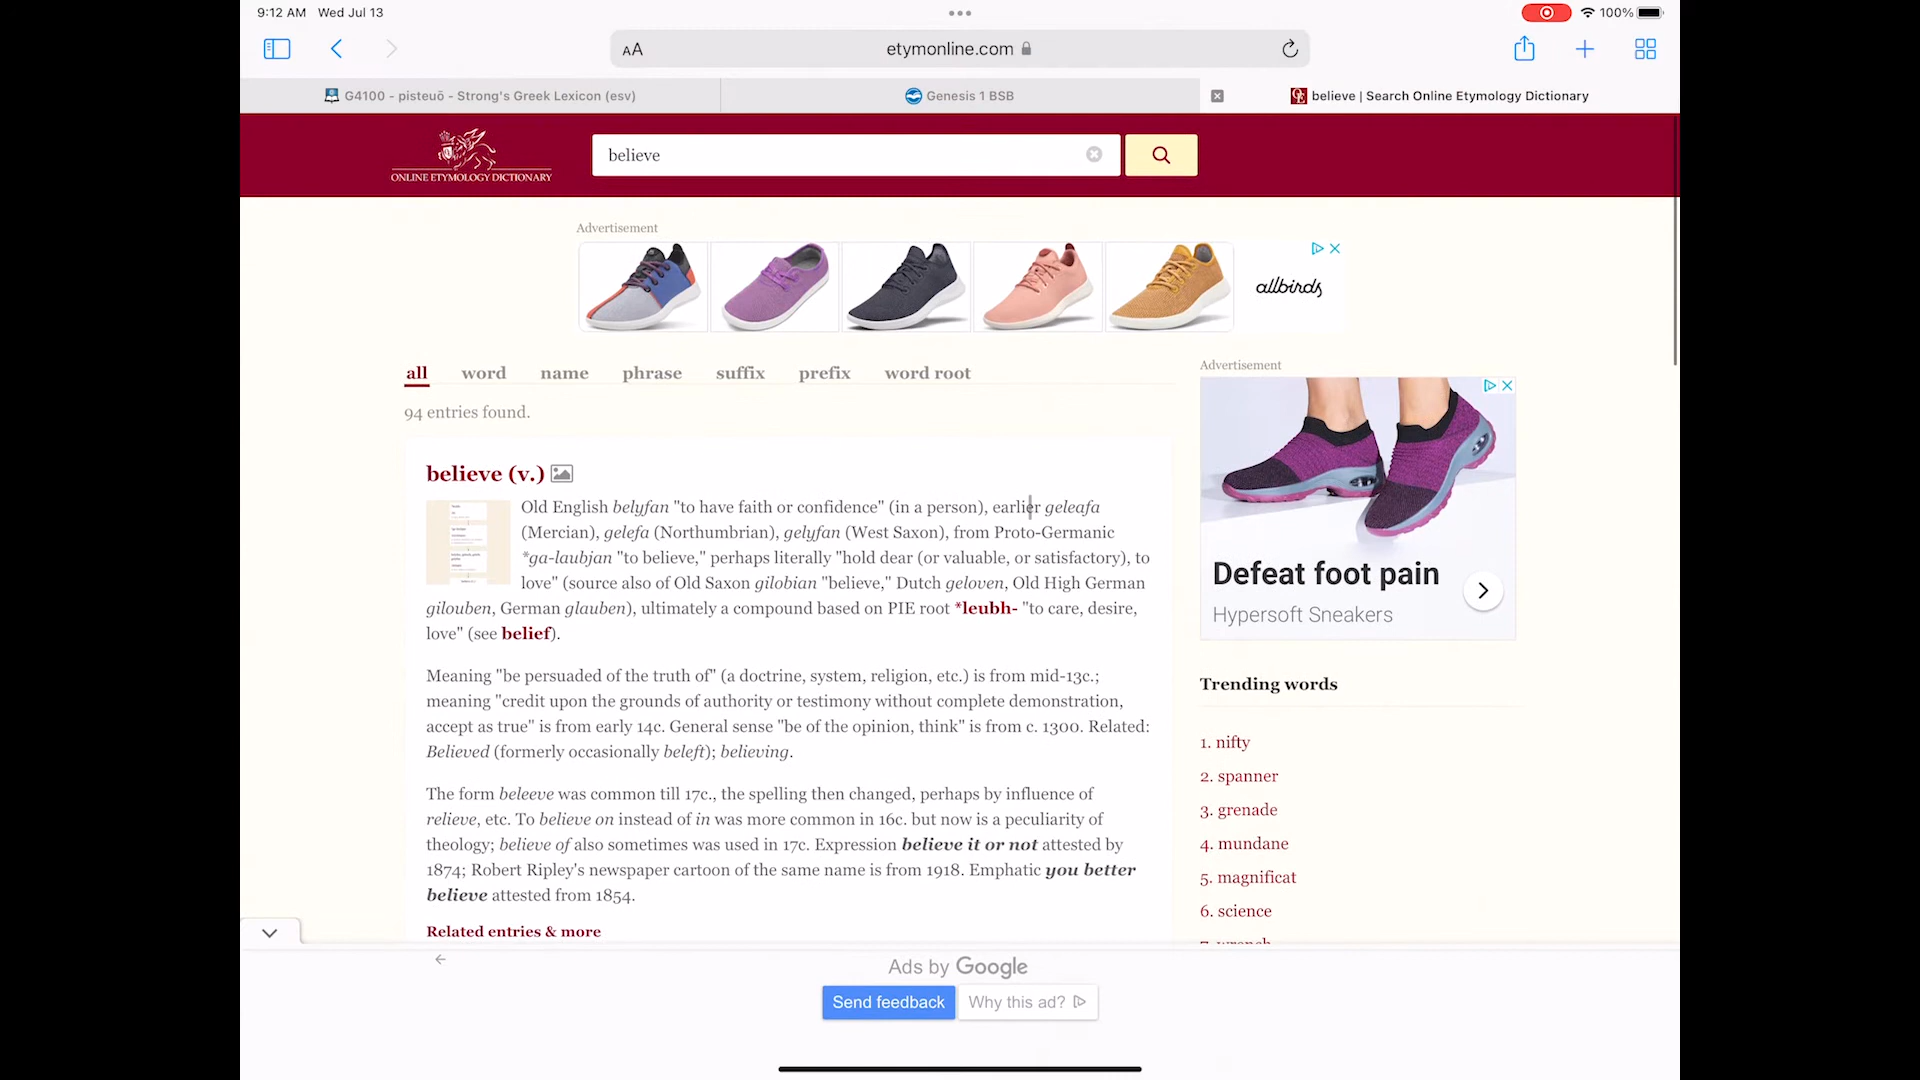 9:12 AM Wed Jul 13
100%
AA
etymonline.com
G4100 - pisteuō - Strong's Greek Lexicon (esv)
Genesis 1 BSB
believe | Search Online Etymology Dictionary
ONLINE ETYMOLOGY DICTIONARY
believe
Advertisement
allbirds
all word name phrase suffix prefix word root
94 entries found.
believe (v.)
Old English belyfan "to have faith or confidence" (in a person), earlier geleafa
(Mercian), gelefa (Northumbrian), gelyfan (West Saxon), from Proto-Germanic
*ga-laubjan "to believe," perhaps literally "hold dear (or valuable, or satisfactory), to
love" (source also of Old Saxon gilobian "believe," Dutch geloven, Old High German
gilouben, German glauben), ultimately a compound based on PIE root *leubh- "to care, desire,
love" (see belief).
Meaning "be persuaded of the truth of" (a doctrine, system, religion, etc.) is from mid-13c.;
meaning "credit upon the grounds of authority or testimony without complete demonstration,
accept as true" is from early 14c. General sense "be of the opinion, think" is from c. 1300. Related:
Believed (formerly occasionally beleft); believing.
The form beleeve was common till 17c., the spelling then changed, perhaps by influence of
relieve, etc. To believe on instead of in was more common in 16c. but now is a peculiarity of
theology; believe of also sometimes was used in 17c. Expression believe it or not attested by
1874; Robert Ripley's newspaper cartoon of the same name is from 1918. Emphatic you better
believe attested from 1854.
Related entries & more
Advertisement
Defeat foot pain
Hypersoft Sneakers
Trending words
1. nifty
2. spanner
3. grenade
4. mundane
5. magnificat
6. science
Ads by Google
Send feedback
Why this ad?